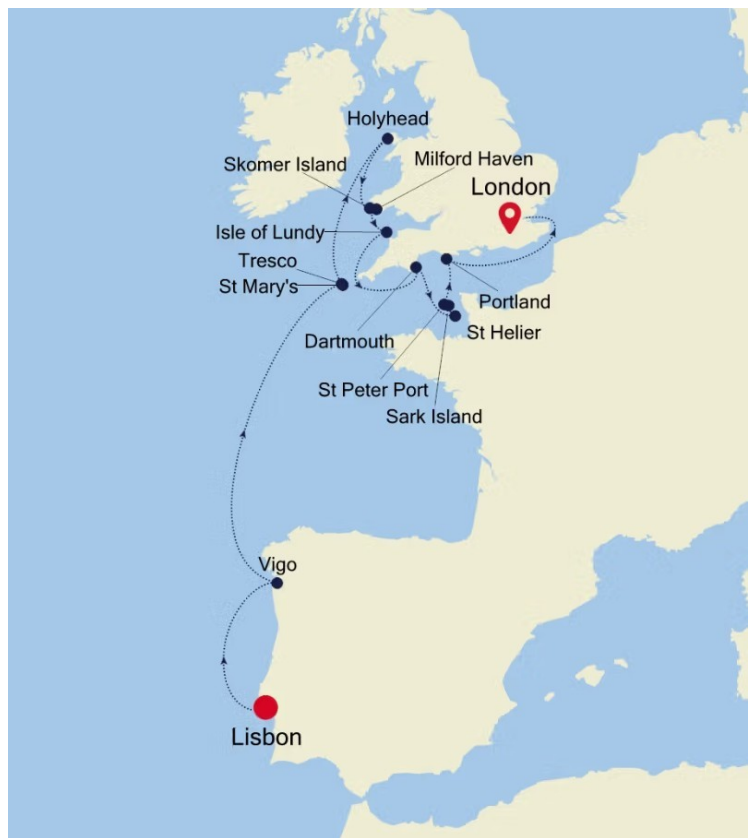 Holyhead
Skomer Island
Milford Haven
London
Isle of Lundy
Tresco
St Mary's
Portland
St Helier
Dartmouth
St Peter Port
Sark Island
Vigo
Lisbon